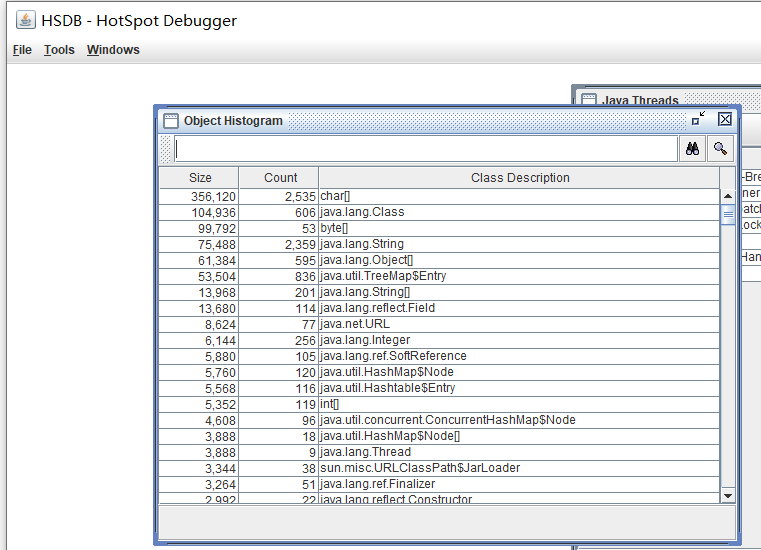 HSDB - HotSpot Debugger
File Tools Windows
Java Threads
Object Histogram
Size Count Class Description
356,120 2,535 char[]
104,936 606 java.lang.Class
99,792 53 byte[]
75,488 2,359 java.lang.String
61,384 595 java.lang.Object[]
53,504 836 java.util.TreeMap$Entry
13,968 201 java.lang.String[]
13,680 114 java.lang.reflect.Field
8,624 77 java.net.URL
6,144 256 java.lang.Integer
5,880 105 java.lang.ref.SoftReference
5,760 120 java.util.HashMap$Node
5,568 116 java.util.Hashtable$Entry
5,352 119 int[]
4,608 96 java.util.concurrent.ConcurrentHashMap$Node
3,888 18 java.util.HashMap$Node[]
3,888 9 java.lang.Thread
3,344 38 sun.misc.URLClassPath$JarLoader
3,264 51 java.lang.ref.Finalizer
2,992 22 java.lang.reflect.Constructor